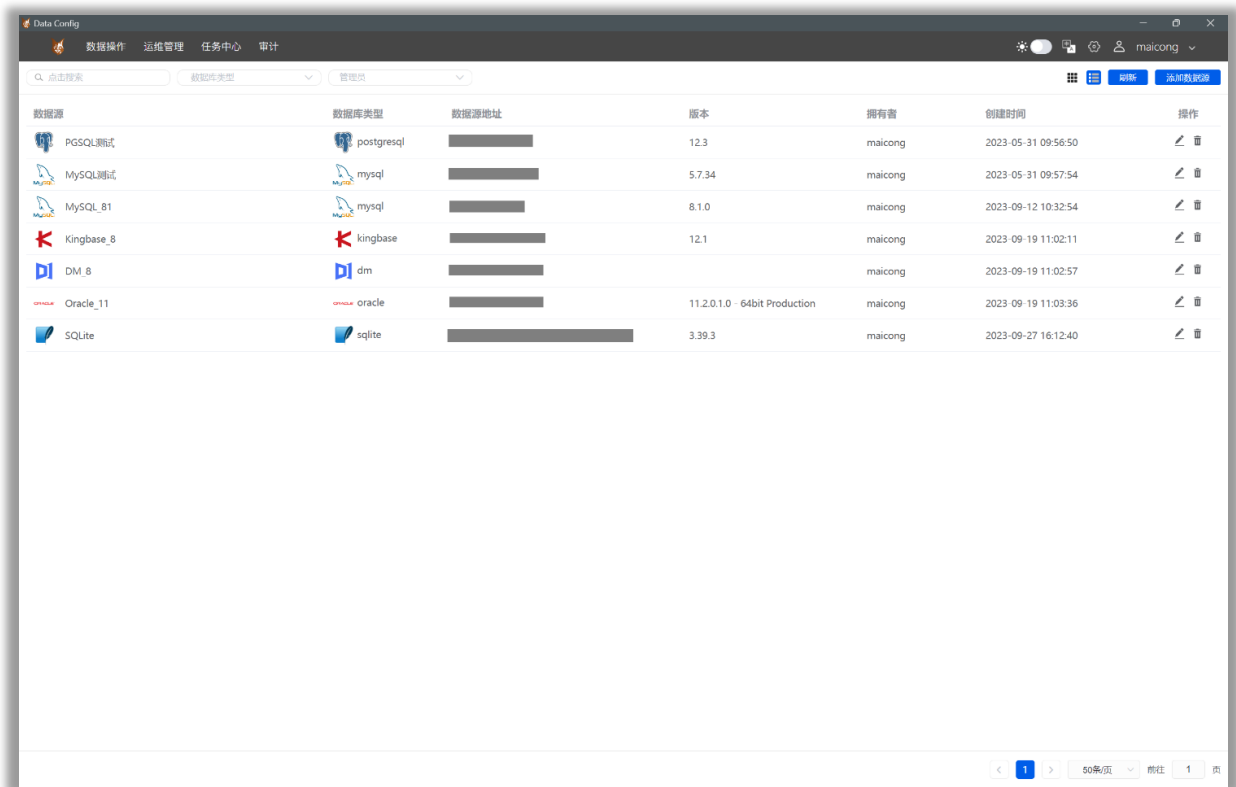 Data Config
数据操作 运维管理 任务中心 审计 maicong
点击搜索 数据库类型 管理员 刷新 添加数据源
数据源 数据库类型 数据源地址 版本 拥有者 创建时间 操作
PGSQL测试 postgresql 12.3 maicong 2023-05-31 09:56:50
MySQL测试 mysql 5.7.34 maicong 2023-05-31 09:57:54
MySQL_81 mysql 8.1.0 maicong 2023-09-12 10:32:54
Kingbase_8 kingbase 12.1 maicong 2023-09-19 11:02:11
DM_8 dm maicong 2023-09-19 11:02:57
ORACLE Oracle_11 ORACLE oracle 11.2.0.1.0 - 64bit Production maicong 2023-09-19 11:03:36
SQLite sqlite 3.39.3 maicong 2023-09-27 16:12:40
1 50条/页 前往 1 页